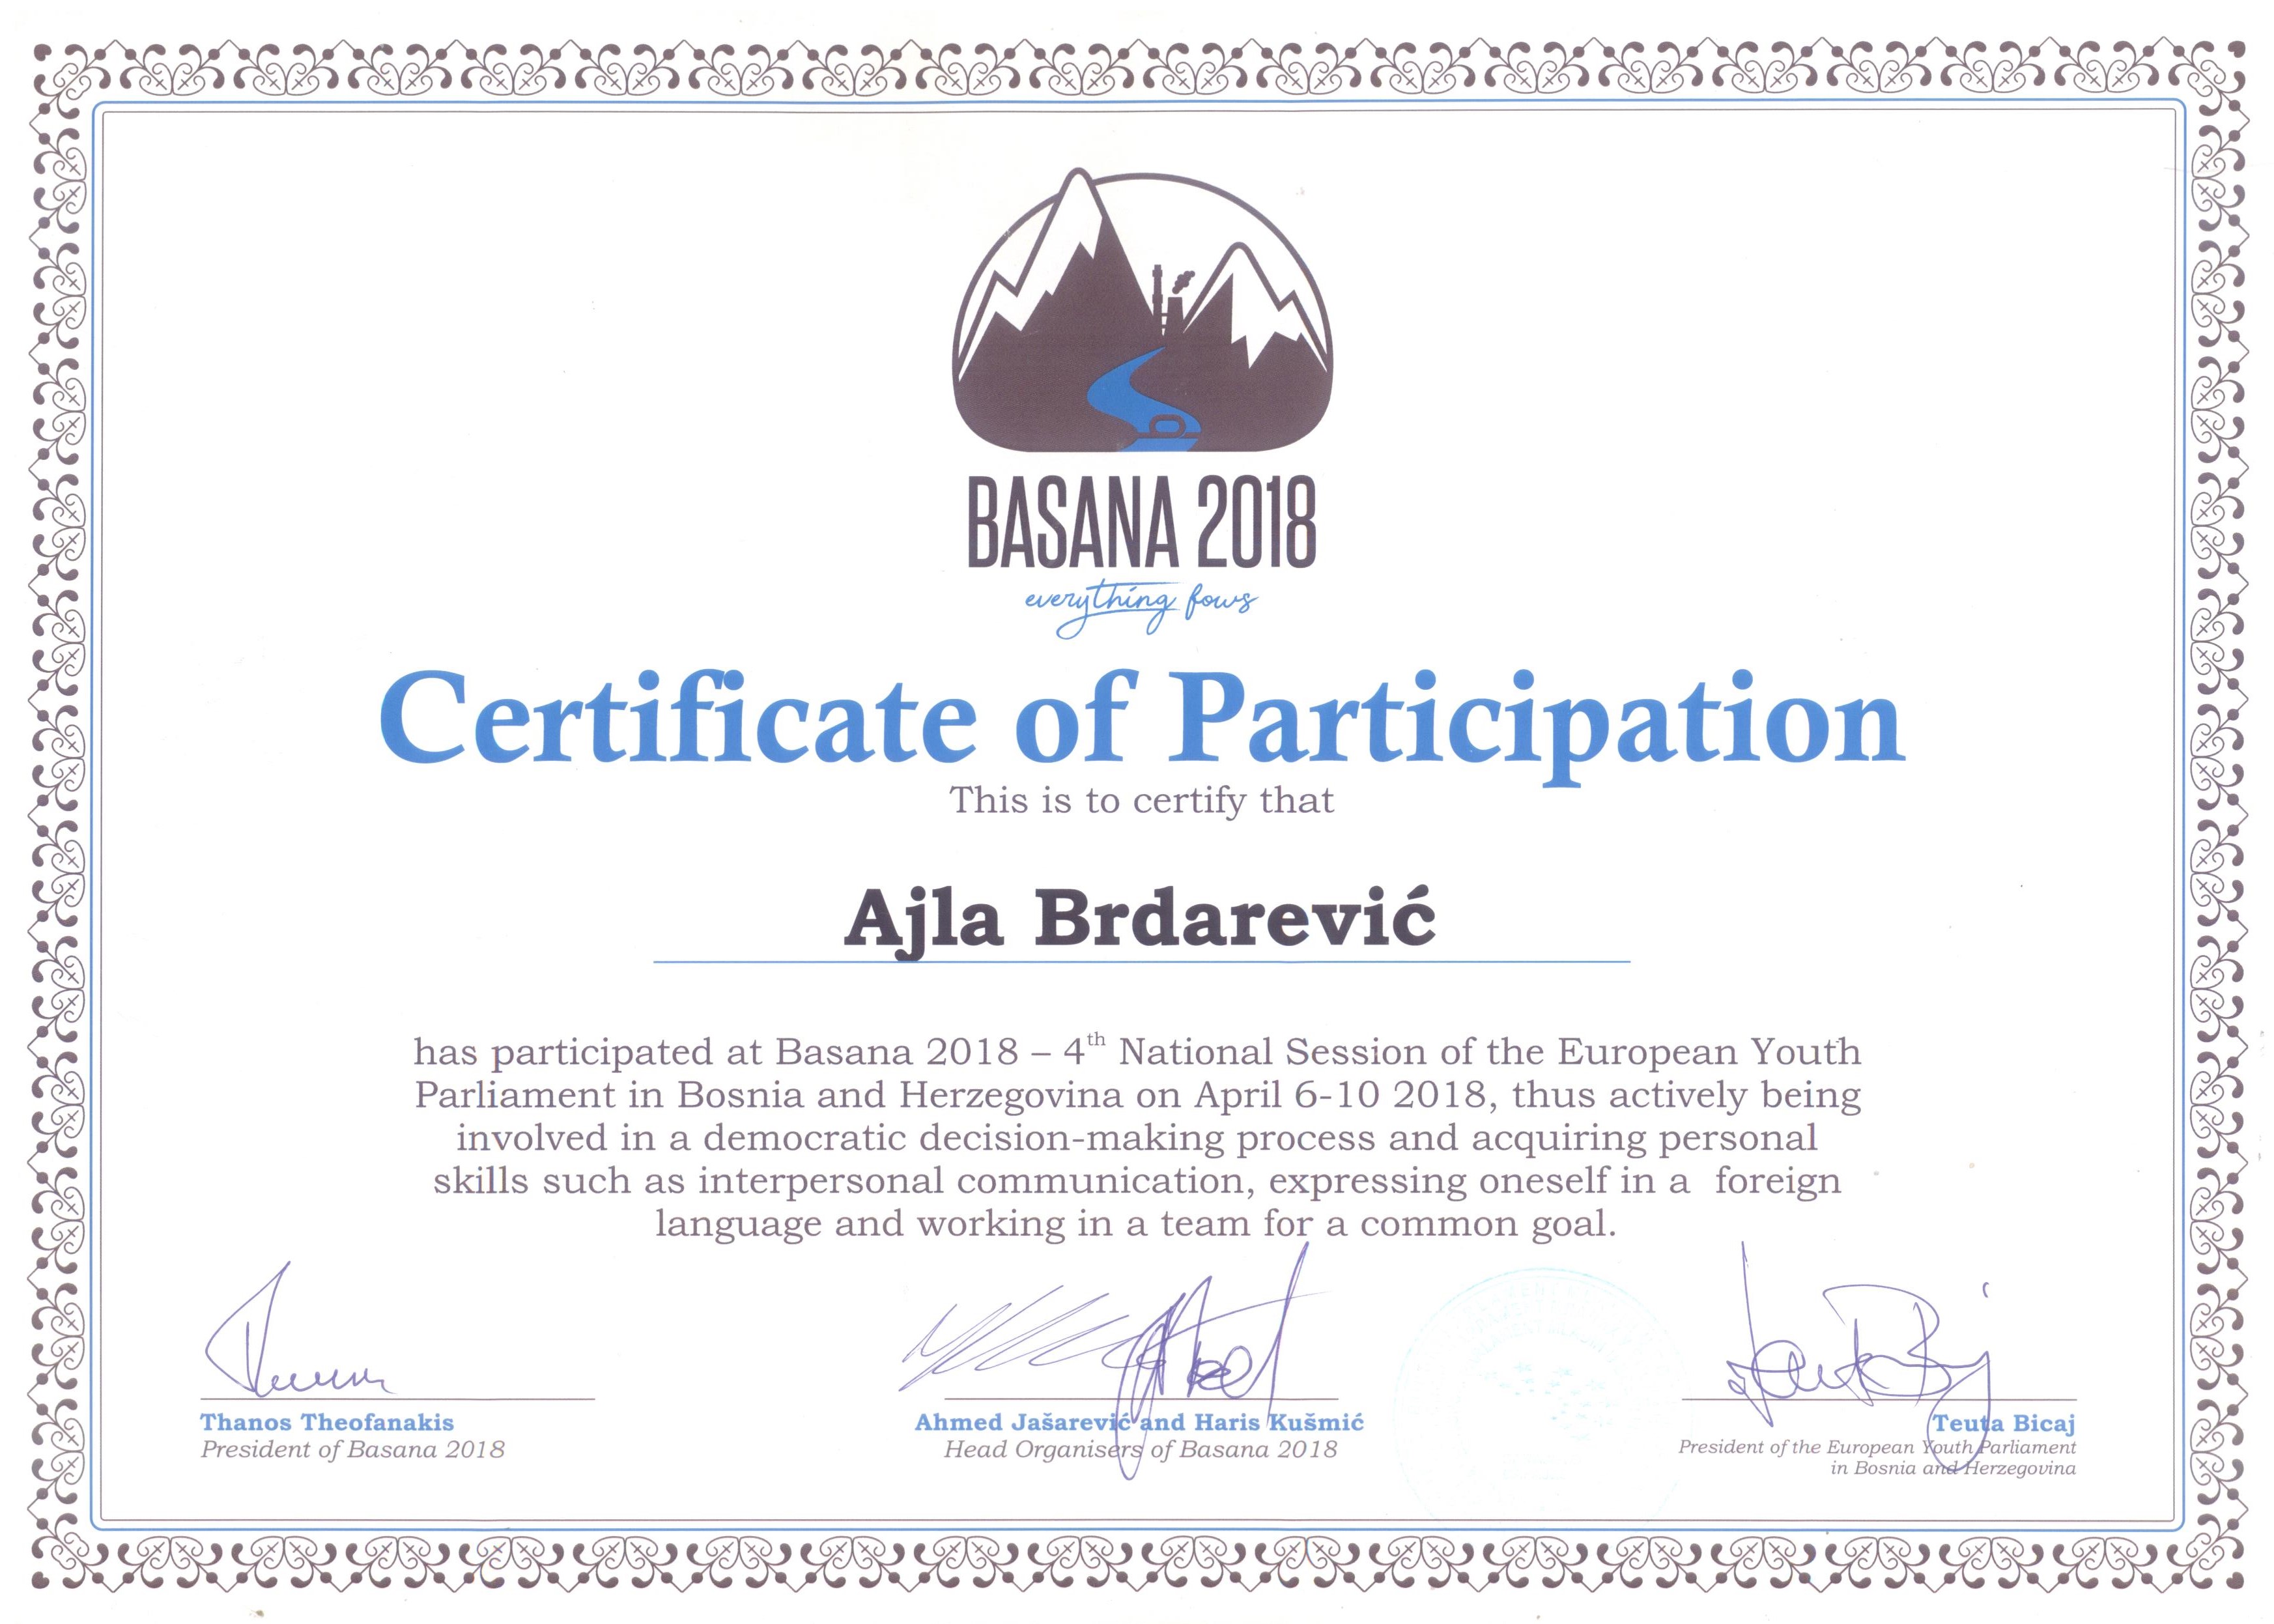 BASANA 2018
everything fows
Certificate of Participation
This is to certify that
Ajla Brdarević
has participated at Basana 2018 – 4th National Session of the European Youth
Parliament in Bosnia and Herzegovina on April 6-10 2018, thus actively being
involved in a democratic decision-making process and acquiring personal
skills such as interpersonal communication, expressing oneself in a foreign
language and working in a team for a common goal.
Thanos Theofanakis
President of Basana 2018
Ahmed Jašarević and Haris Kušmić
Head Organisers of Basana 2018
Teuta Bicaj
President of the European Youth Parliament
in Bosnia and Herzegovina